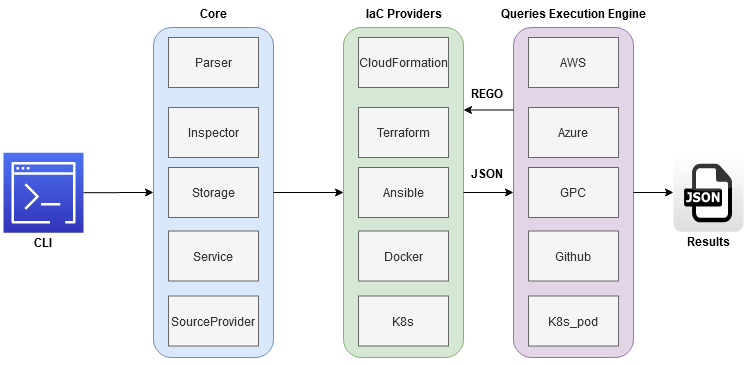 Core
IaC Providers
Queries Execution Engine
Parser
CloudFormation
AWS
REGO
Inspector
Terraform
Azure
JSON
Storage
Ansible
GPC
JSON
CLI
Results
Service
Docker
Github
SourceProvider
K8s
K8s_pod